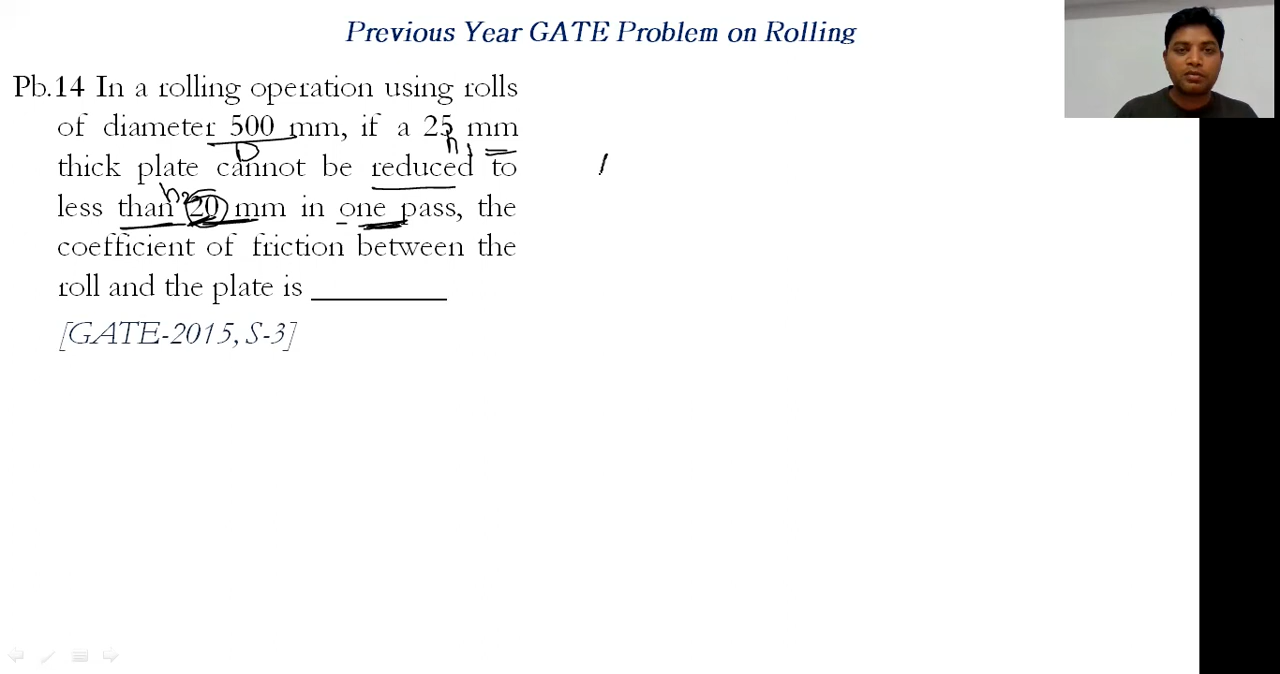 Previous Year GATE Problem on Rolling
Pb.14 In a rolling operation using rolls
of diameter 500 mm, if a 25 mm
D
h1
thick plate cannot be reduced to
h2
less than 20 mm in one pass, the
coefficient of friction between the
roll and the plate is ________
[GATE-2015, S-3]